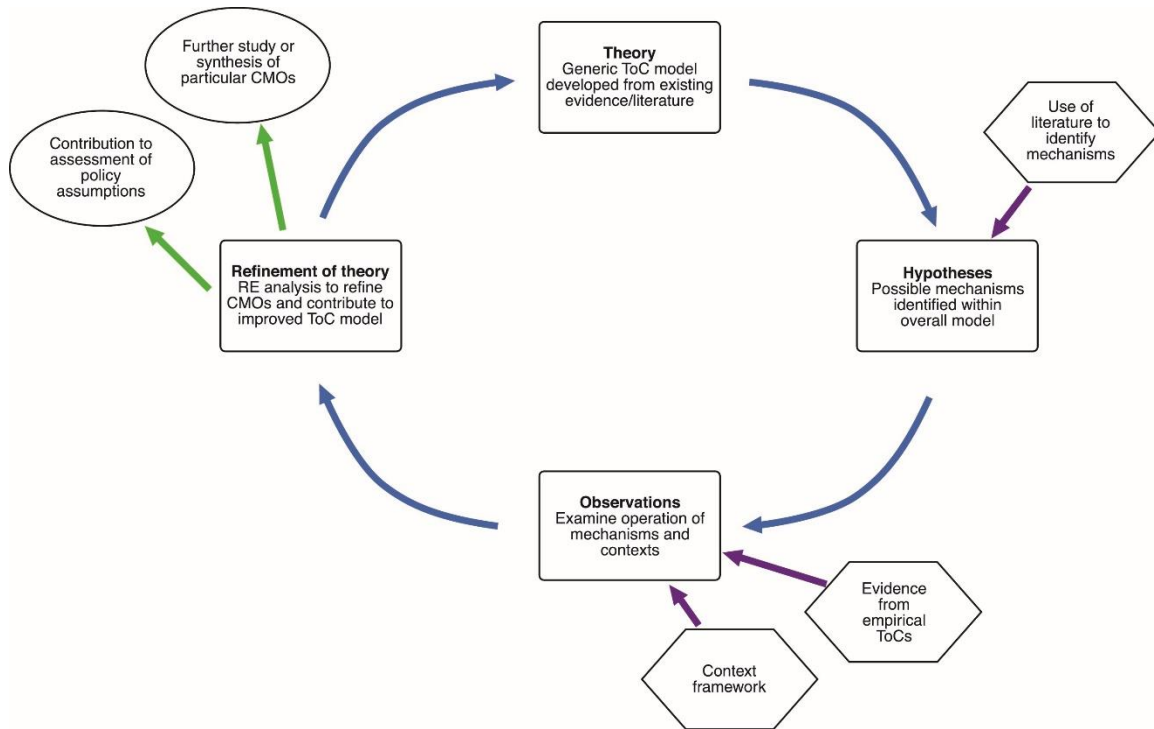 Further study or
synthesis of
particular CMOs
Theory
Generic ToC model
developed from existing
evidence/literature
Use of
literature to
identify
mechanisms
Contribution to
assessment of
policy
assumptions
Refinement of theory
RE analysis to refine
CMOs and contribute to
improved ToC model
Hypotheses
Possible mechanisms
identified within
overall model
Observations
Examine operation of
mechanisms and
contexts
Evidence
from
empirical
ToCs
Context
framework